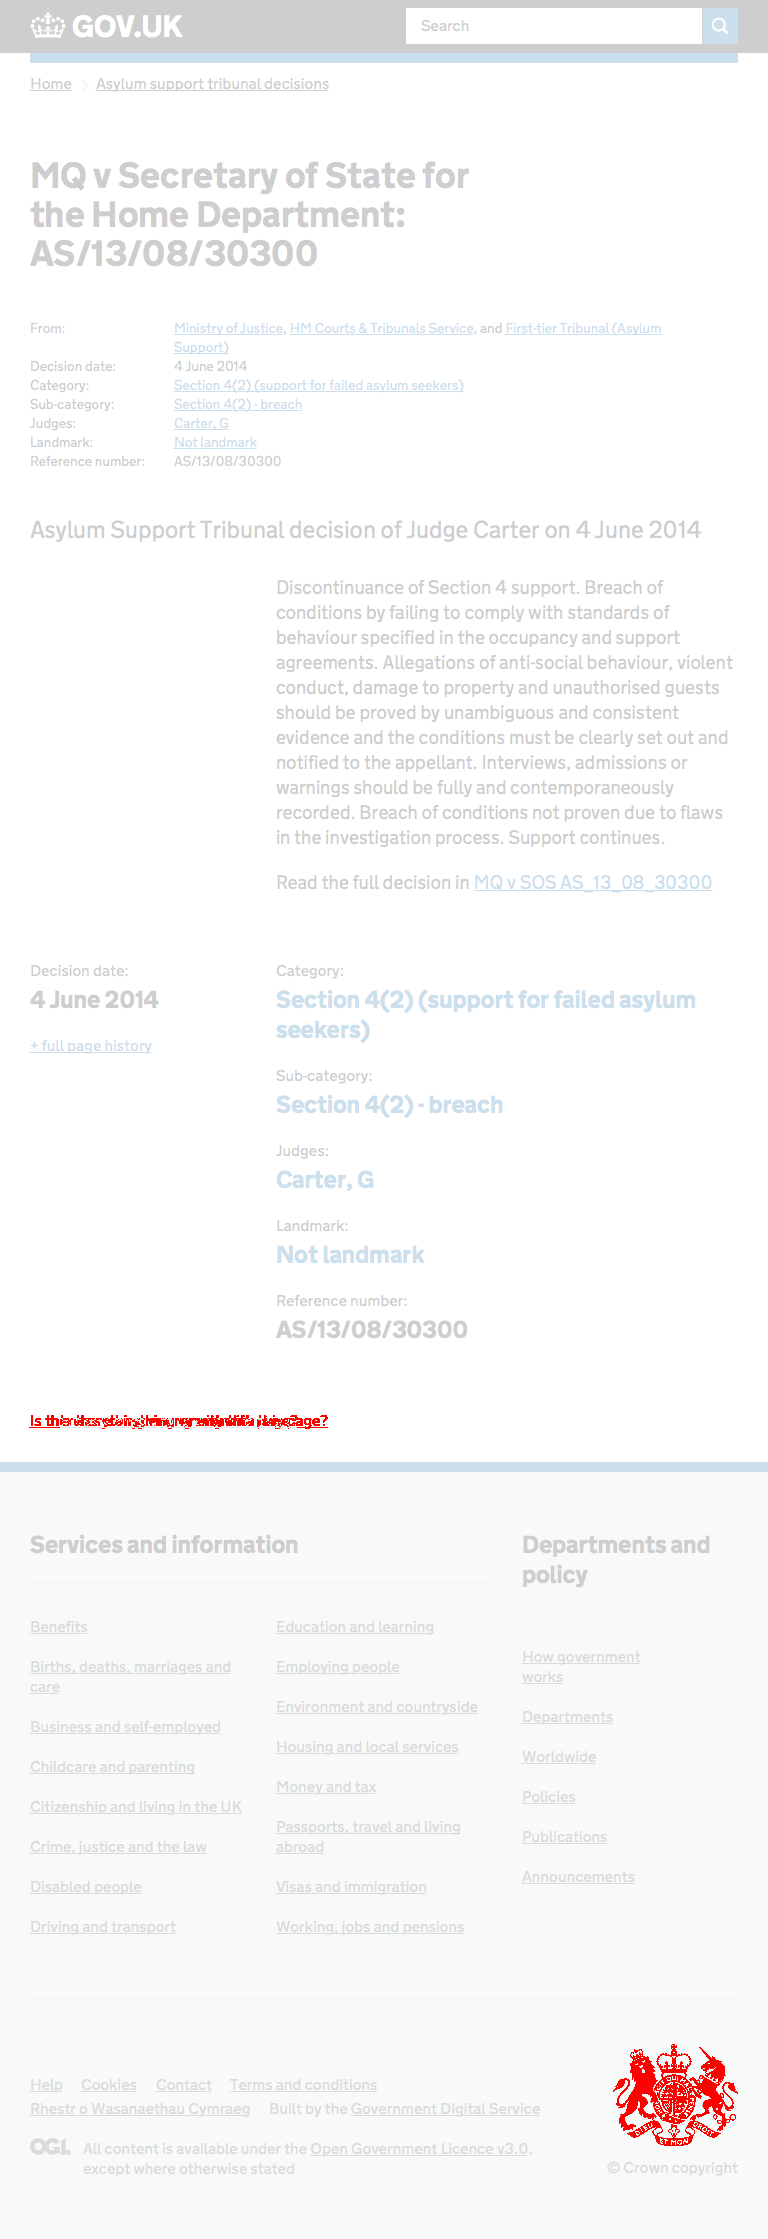 GOV.UK
Search
Home
Asylum support tribunal decisions
MQ v Secretary of State for
the Home Department:
AS/13/08/30300
From:
Ministry of Justice, HM Courts & Tribunals Service, and First-tier Tribunal (Asylum
Support)
Decision date:
4 June 2014
Category:
Section 4(2) (support for failed asylum seekers)
Sub-category:
Section 4(2) - breach
Judges:
Carter, G
Landmark:
Not landmark
Reference number:
AS/13/08/30300
Asylum Support Tribunal decision of Judge Carter on 4 June 2014
Discontinuance of Section 4 support. Breach of
conditions by failing to comply with standards of
behaviour specified in the occupancy and support
agreements. Allegations of anti-social behaviour, violent
conduct, damage to property and unauthorised guests
should be proved by unambiguous and consistent
evidence and the conditions must be clearly set out and
notified to the appellant. Interviews, admissions or
warnings should be fully and contemporaneously
recorded. Breach of conditions not proven due to flaws
in the investigation process. Support continues.
Read the full decision in MQ v SOS AS_13_08_30300
Decision date:
4 June 2014
+ full page history
Category:
Section 4(2) (support for failed asylum
seekers)
Sub-category:
Section 4(2) - breach
Judges:
Carter, G
Landmark:
Not landmark
Reference number:
AS/13/08/30300
Is
Services and information
Benefits
Births, deaths, marriages and
care
Business and self-employed
Childcare and parenting
Citizenship and living in the UK
Crime, justice and the law
Disabled people
Driving and transport
Education and learning
Employing people
Environment and countryside
Housing and local services
Money and tax
Passports, travel and living
abroad
Visas and immigration
Working, jobs and pensions
Departments and
policy
How government
works
Departments
Worldwide
Policies
Publications
Announcements
Help
Cookies
Contact
Terms and conditions
Rhestr o Wasanaethau Cymraeg
Built by the Government Digital Service
OGL
All content is available under the Open Government Licence v3.0,
except where otherwise stated
© Crown copyright